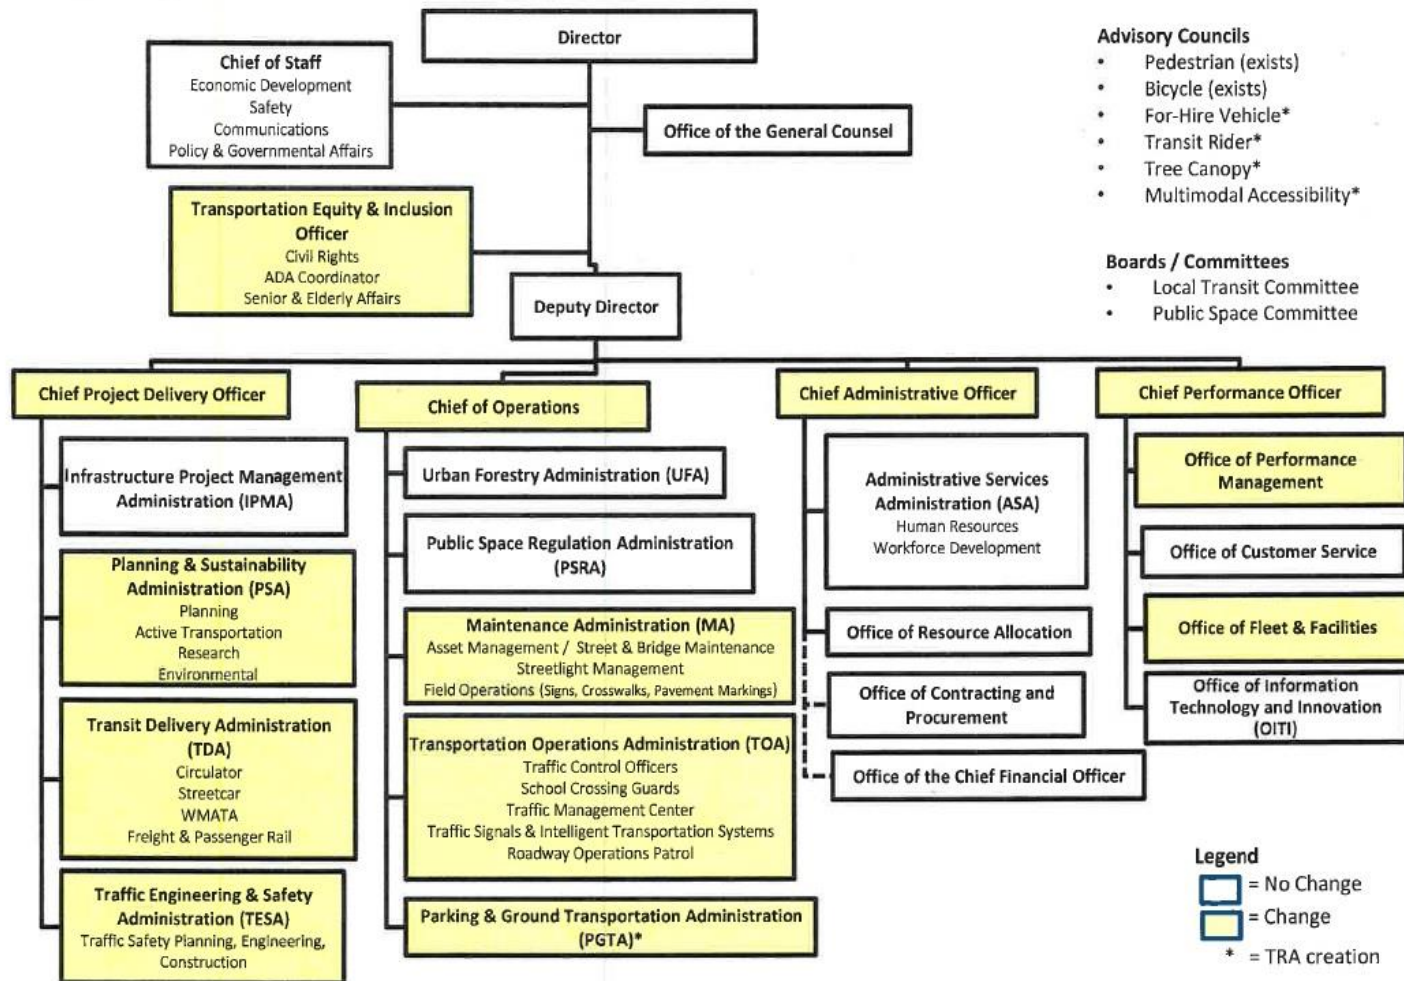 Director
Chief of Staff
Economic Development
Safety
Communications
Policy & Governmental Affairs
Office of the General Counsel
Transportation Equity & Inclusion
Officer
Civil Rights
ADA Coordinator
Senior & Elderly Affairs
Deputy Director
Advisory Councils
• Pedestrian (exists)
• Bicycle (exists)
• For-Hire Vehicle*
• Transit Rider*
• Tree Canopy*
• Multimodal Accessibility*
Boards / Committees
• Local Transit Committee
• Public Space Committee
Chief Project Delivery Officer
Infrastructure Project Management
Administration (IPMA)
Planning & Sustainability
Administration (PSA)
Planning
Active Transportation
Research
Environmental
Transit Delivery Administration
(TDA)
Circulator
Streetcar
WMATA
Freight & Passenger Rail
Traffic Engineering & Safety
Administration (TESA)
Traffic Safety Planning, Engineering,
Construction
Chief of Operations
Urban Forestry Administration (UFA)
Public Space Regulation Administration
(PSRA)
Maintenance Administration (MA)
Asset Management / Street & Bridge Maintenance
Streetlight Management
Field Operations (Signs, Crosswalks, Pavement Markings)
Transportation Operations Administration (TOA)
Traffic Control Officers
School Crossing Guards
Traffic Management Center
Traffic Signals & Intelligent Transportation Systems
Roadway Operations Patrol
Parking & Ground Transportation Administration
(PGTA)*
Chief Administrative Officer
Administrative Services
Administration (ASA)
Human Resources
Workforce Development
Office of Resource Allocation
Office of Contracting and
Procurement
Office of the Chief Financial Officer
Chief Performance Officer
Office of Performance
Management
Office of Customer Service
Office of Fleet & Facilities
Office of Information
Technology and Innovation
(OITI)
Legend
= No Change
= Change
* = TRA creation